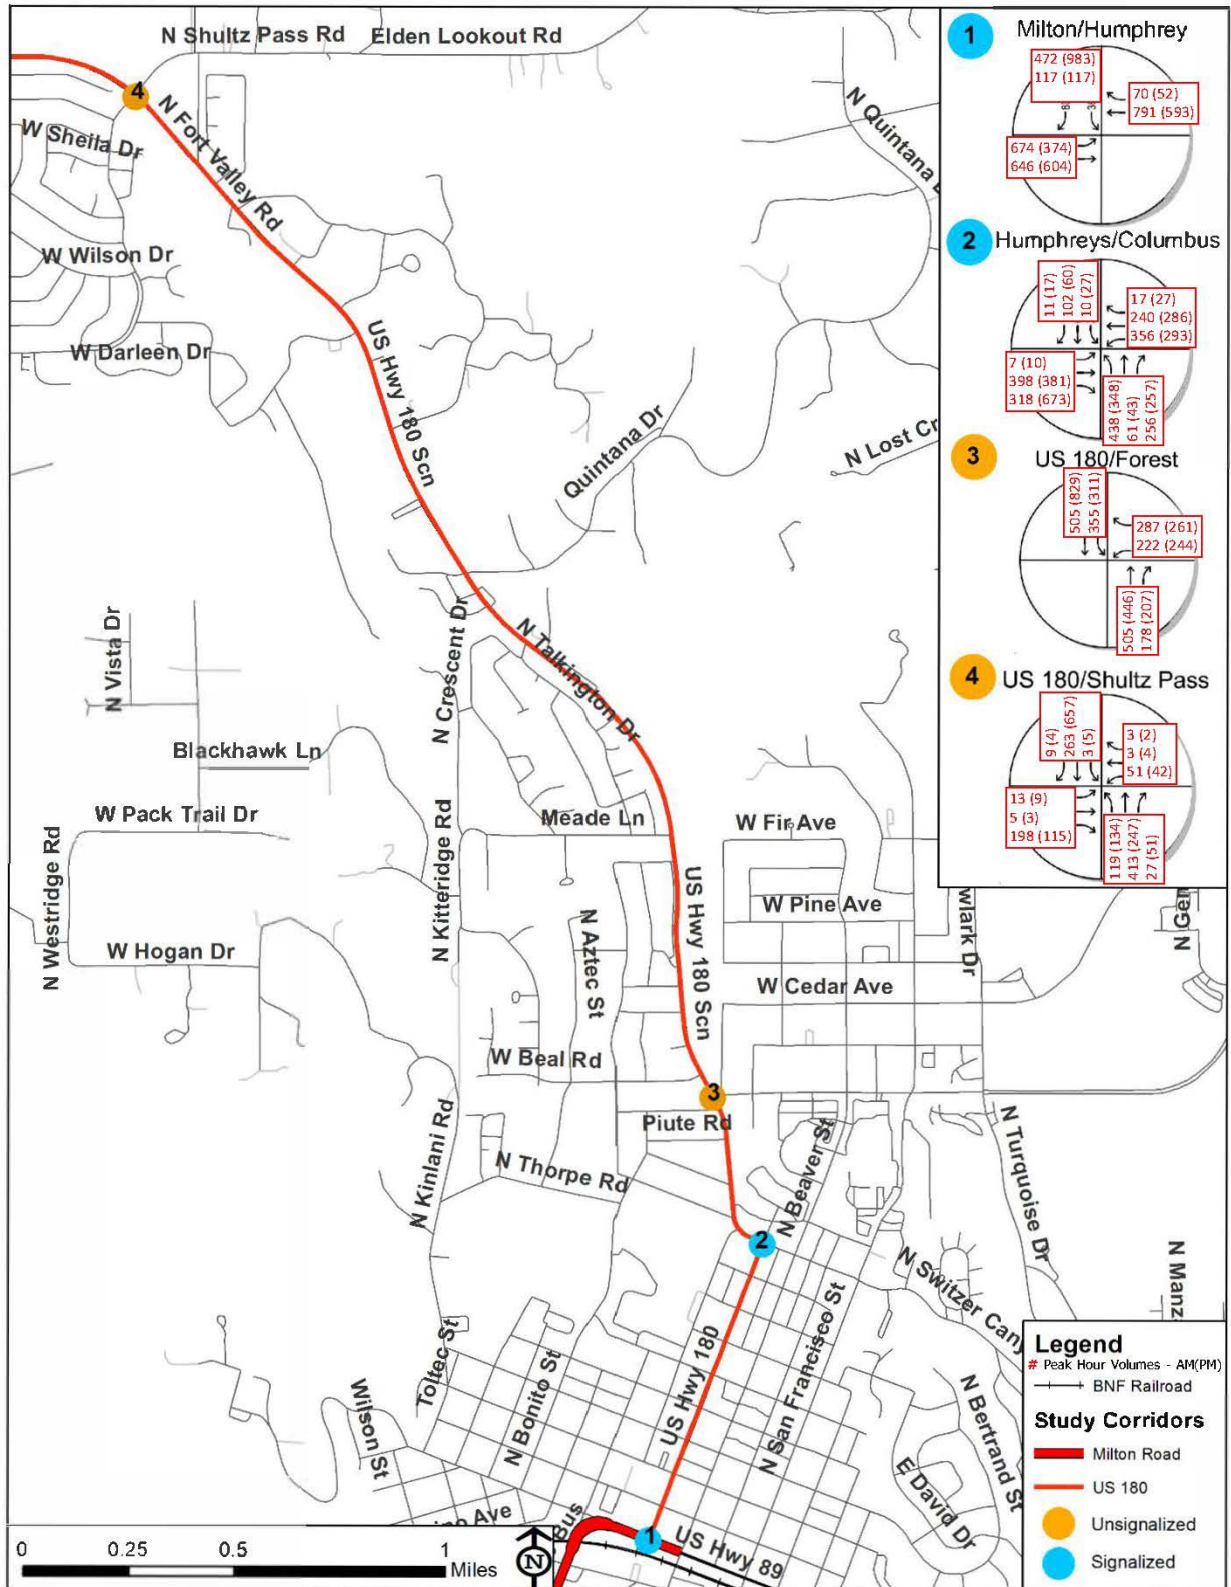 N Shultz Pass Rd
Elden Lookout Rd
4
N Fort Valley Rd
W Sheila Dr
N Quintana
W Wilson Dr
W Darleen Dr
US Hwy 180 Scn
Quintana Dr
N Lost Cr
N Vista Dr
N Crescent Dr
N Talkington Dr
Blackhawk Ln
W Pack Trail Dr
Meade Ln
W Fir Ave
N Westridge Rd
N Kitteridge Rd
US Hwy 180 Scn
W Pine Ave
wlark Dr
N Gem
W Hogan Dr
N Aztec St
W Cedar Ave
W Beal Rd
3
Piute Rd
N Kinlani Rd
N Thorpe Rd
N Beaver St
N Turquoise Dr
2
N Switzer Cany
N Manz
Toltec St
N Bonito St
US Hwy 180
N San Francisco St
Wilson St
N Bertrand St
E David Dr
no Ave
Bus
1
US Hwy 89
0 0.25 0.5 1
Miles
N
1 Milton/Humphrey
472 (983)
117 (117)
70 (52)
791 (593)
674 (374)
646 (604)
2 Humphreys/Columbus
11 (17)
102 (60)
10 (27)
17 (27)
240 (286)
356 (293)
7 (10)
398 (381)
318 (673)
438 (348)
61 (43)
256 (257)
3 US 180/Forest
505 (829)
355 (311)
287 (261)
222 (244)
505 (446)
178 (207)
4 US 180/Shultz Pass
9 (4)
263 (657)
3 (5)
3 (2)
3 (4)
51 (42)
13 (9)
5 (3)
198 (115)
119 (134)
413 (247)
27 (51)
Legend
# Peak Hour Volumes - AM(PM)
BNF Railroad
Study Corridors
Milton Road
US 180
Unsignalized
Signalized